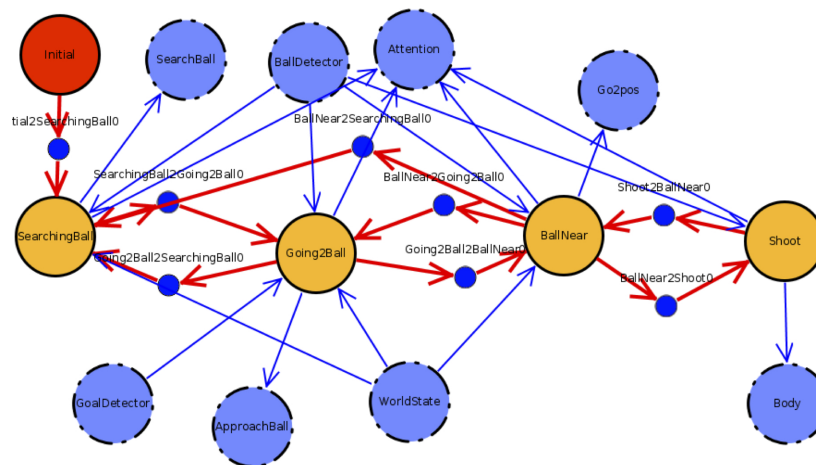 Initial
SearchBall
BallDetector
Attention
Go2pos
tial2SearchingBall0
BallNear2SearchingBall0
SearchingBall2Going2Ball0
BallNear2Going2Ball0
Shoot2BallNear0
SearchingBall
Going2Ball
BallNear
Shoot
Going2Ball2SearchingBall0
Going2Ball2BallNear0
BallNear2Shoot0
GoalDetector
ApproachBall
WorldState
Body